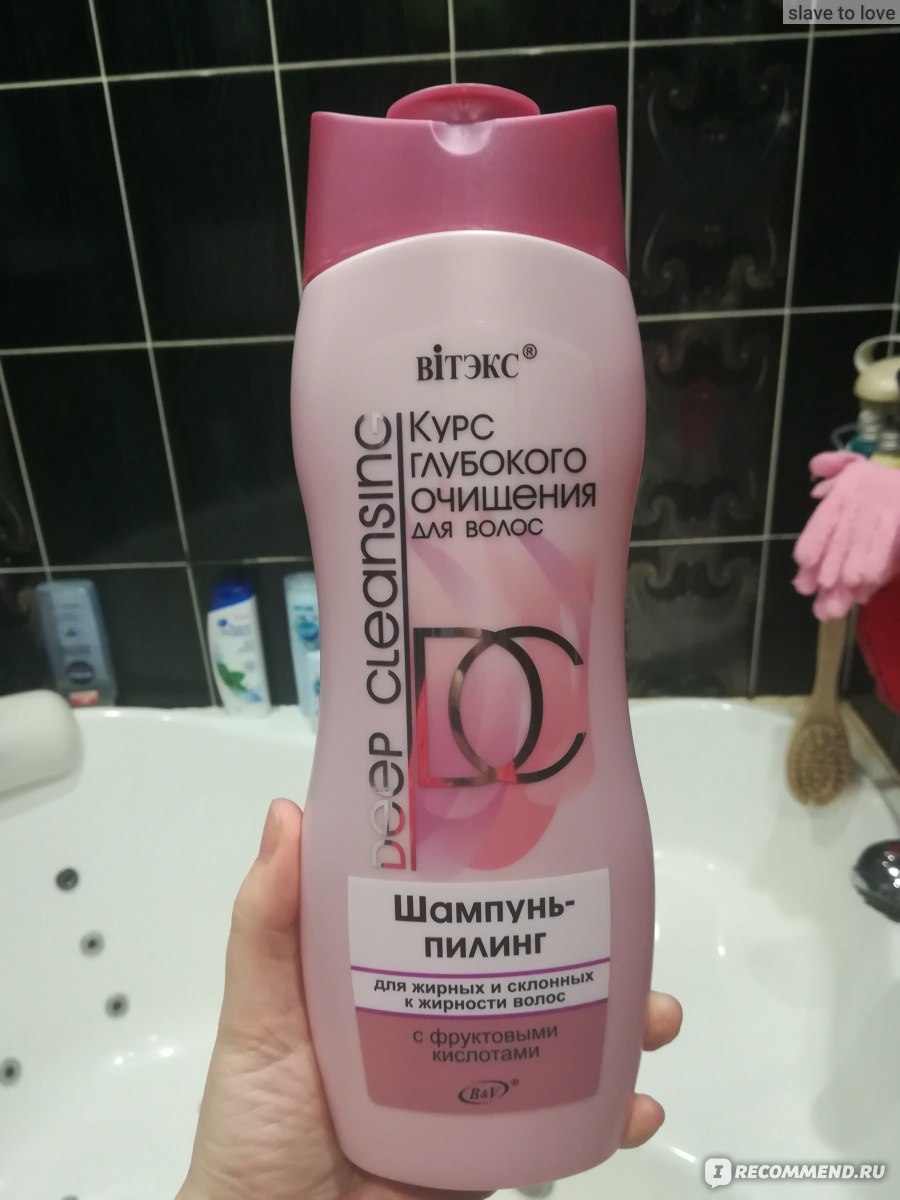 slave to love
вітэкс®
DEEP CLEANSING
Курс
глубокого
очищения
для волос
DC
Шампунь-
пилинг
для жирных и склонных
к жирности волос
с фруктовыми
кислотами
B&V®
IRECOMMEND.RU